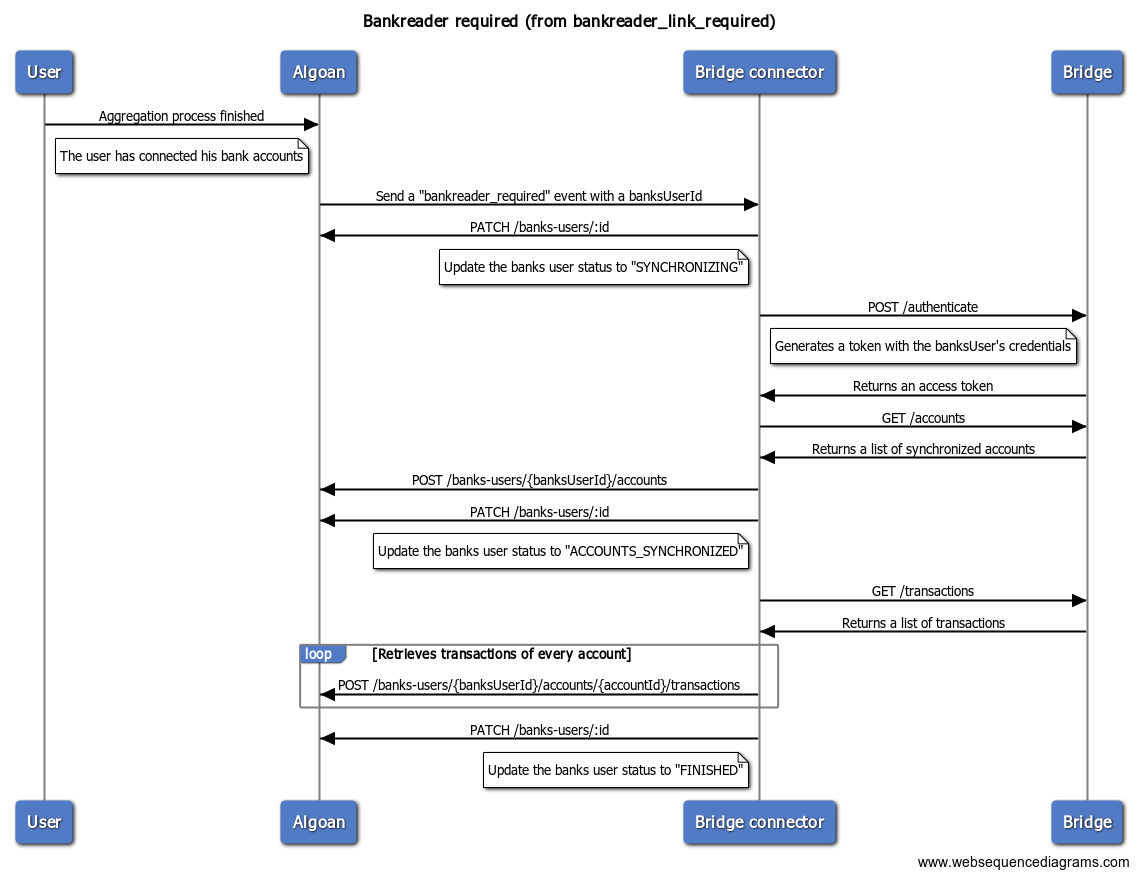 Bankreader required (from bankreader_link_required)
User
Algoan
Bridge connector
Bridge
Aggregation process finished
The user has connected his bank accounts
Send a "bankreader_required" event with a banksUserId
PATCH /banks-users/:id
Update the banks user status to "SYNCHRONIZING"
POST /authenticate
Generates a token with the banksUser's credentials
Returns an access token
GET /accounts
Returns a list of synchronized accounts
POST /banks-users/{banksUserId}/accounts
PATCH /banks-users/:id
Update the banks user status to "ACCOUNTS_SYNCHRONIZED"
GET /transactions
Returns a list of transactions
loop
[Retrieves transactions of every account]
POST /banks-users/{banksUserId}/accounts/{accountId}/transactions
PATCH /banks-users/:id
Update the banks user status to "FINISHED"
User
Algoan
Bridge connector
Bridge
www.websequencediagrams.com